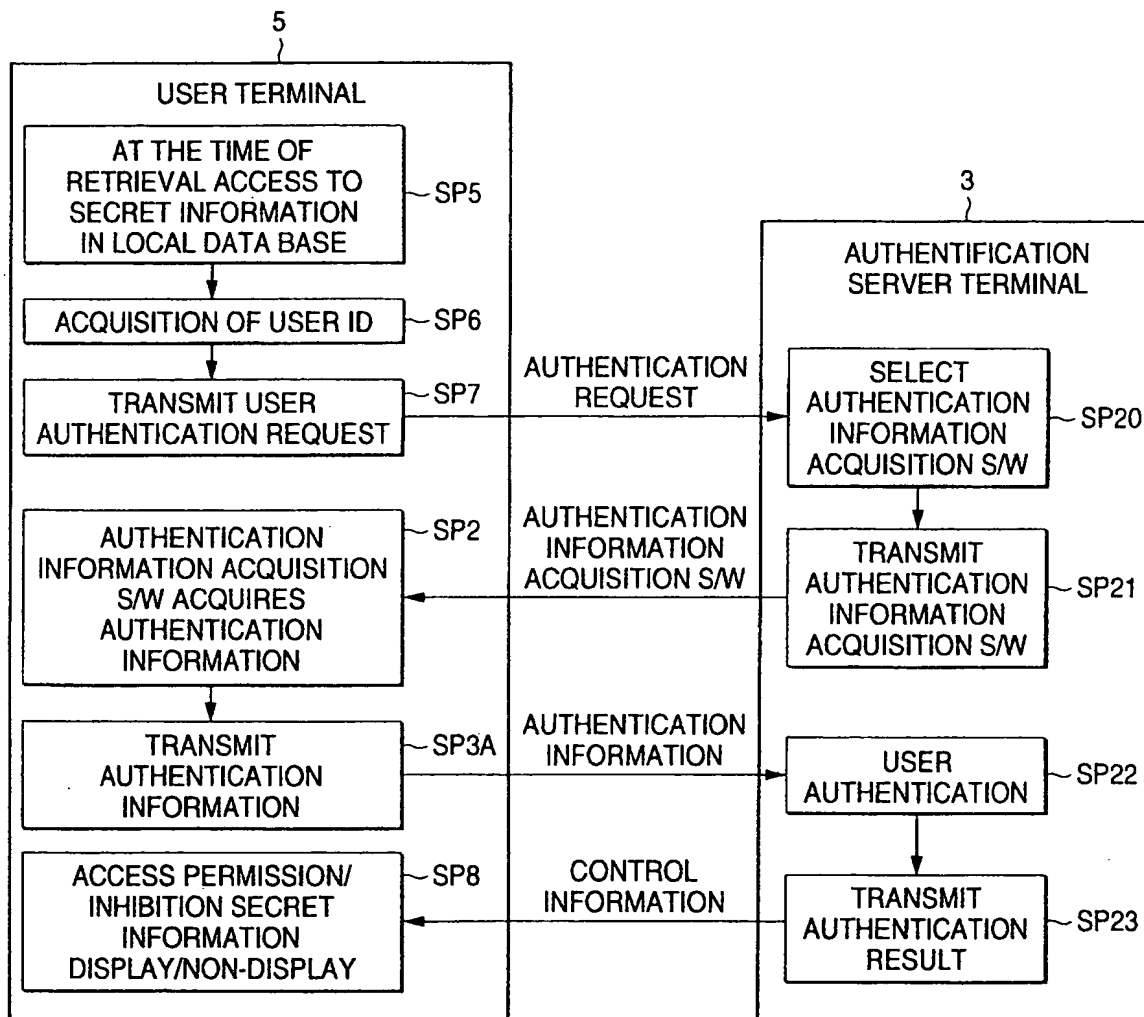 5
USER TERMINAL
AT THE TIME OF
RETRIEVAL ACCESS TO
SECRET INFORMATION
IN LOCAL DATA BASE
SP5
ACQUISITION OF USER ID
SP6
TRANSMIT USER
AUTHENTICATION REQUEST
SP7
AUTHENTICATION
REQUEST
3
AUTHENTIFICATION
SERVER TERMINAL
SELECT
AUTHENTICATION
INFORMATION
ACQUISITION S/W
SP20
TRANSMIT
AUTHENTICATION
INFORMATION
ACQUISITION S/W
SP21
AUTHENTICATION
INFORMATION
ACQUISITION S/W
AUTHENTICATION
INFORMATION ACQUISITION
S/W ACQUIRES
AUTHENTICATION
INFORMATION
SP2
TRANSMIT
AUTHENTICATION
INFORMATION
SP3A
AUTHENTICATION
INFORMATION
USER
AUTHENTICATION
SP22
TRANSMIT
AUTHENTICATION
RESULT
SP23
CONTROL
INFORMATION
ACCESS PERMISSION/
INHIBITION SECRET
INFORMATION
DISPLAY/NON-DISPLAY
SP8